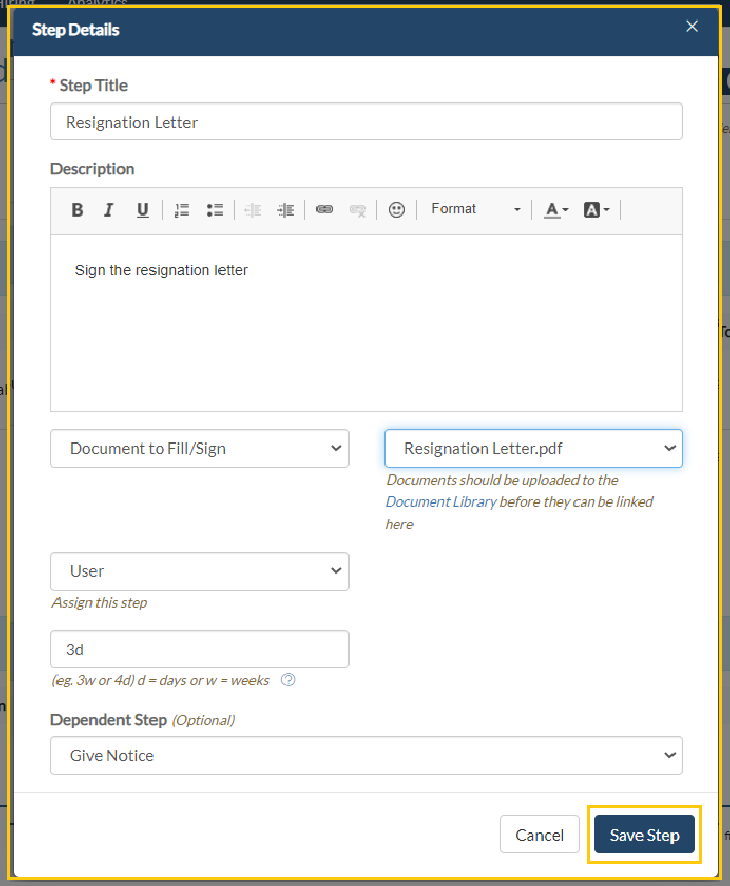 Hiring Analytics
Step Details
* Step Title
Resignation Letter
Description
B I U Format A A
Sign the resignation letter
Document to Fill/Sign
Resignation Letter.pdf
Documents should be uploaded to the
Document Library before they can be linked
here
User
Assign this step
3d
(eg. 3w or 4d) d = days or w = weeks ?
Dependent Step (Optional)
Give Notice
Cancel
Save Step